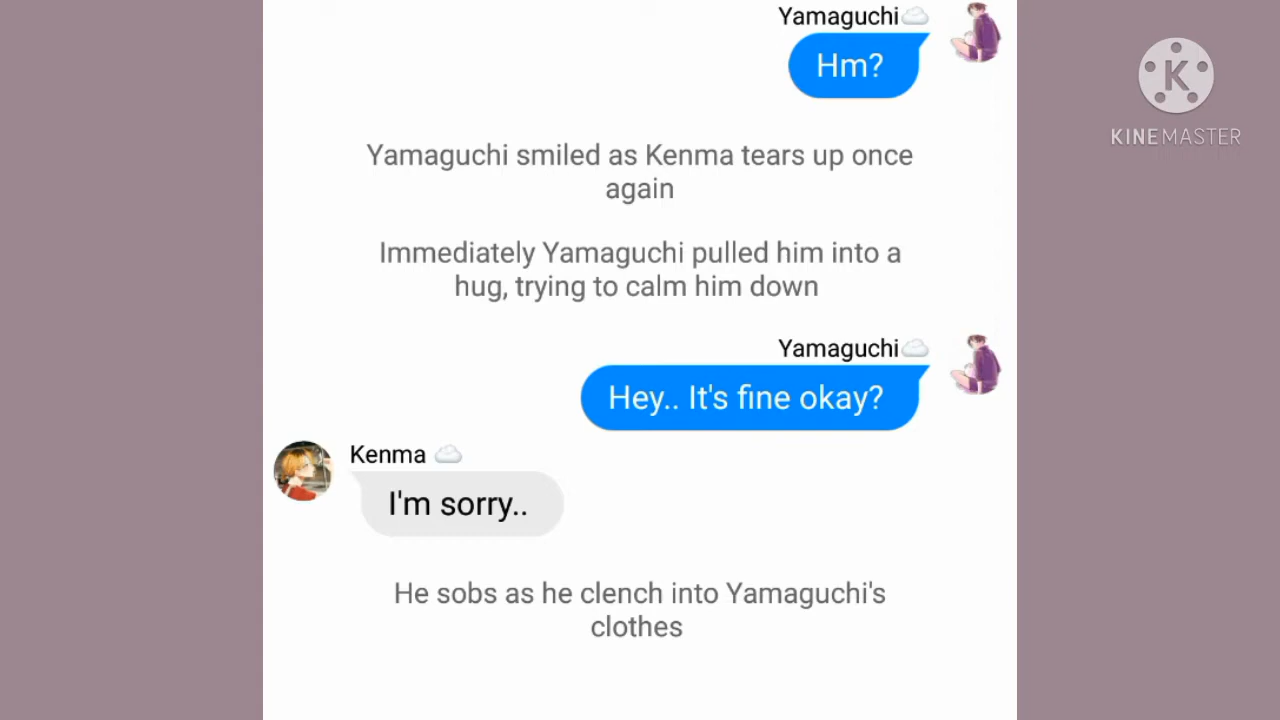 Yamaguchi☁️
Hm?
K
KINEMASTER
Yamaguchi smiled as Kenma tears up once
again
Immediately Yamaguchi pulled him into a
hug, trying to calm him down
Yamaguchi☁️
Hey.. It's fine okay?
Kenma ☁️
I'm sorry..
He sobs as he clench into Yamaguchi's
clothes